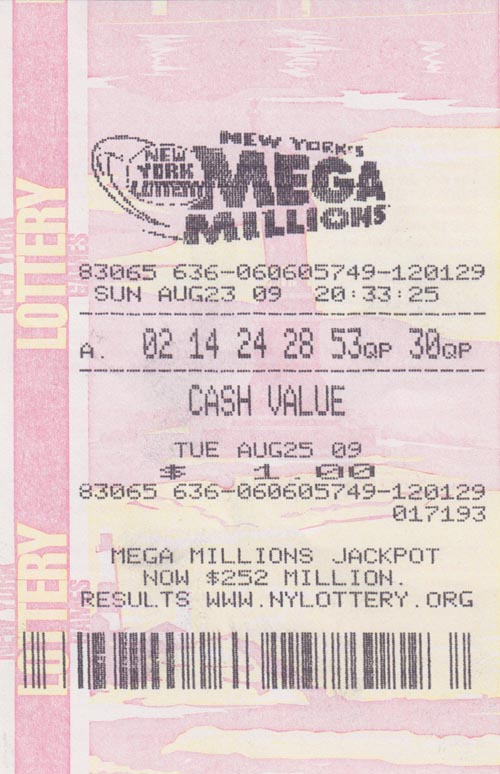 NEW YORK'S
NEW YORK LOTTERY
MEGA
MILLIONS
83065 636-060605749-120129
SUN AUG23 09 20:33:25
A. 02 14 24 28 53QP 30QP
CASH VALUE
TUE AUG25 09
$ 1.00
83065 636-060605749-120129
017193
MEGA MILLIONS JACKPOT
NOW $252 MILLION.
RESULTS WWW.NYLOTTERY.ORG
LOTTERY
LOTTERY